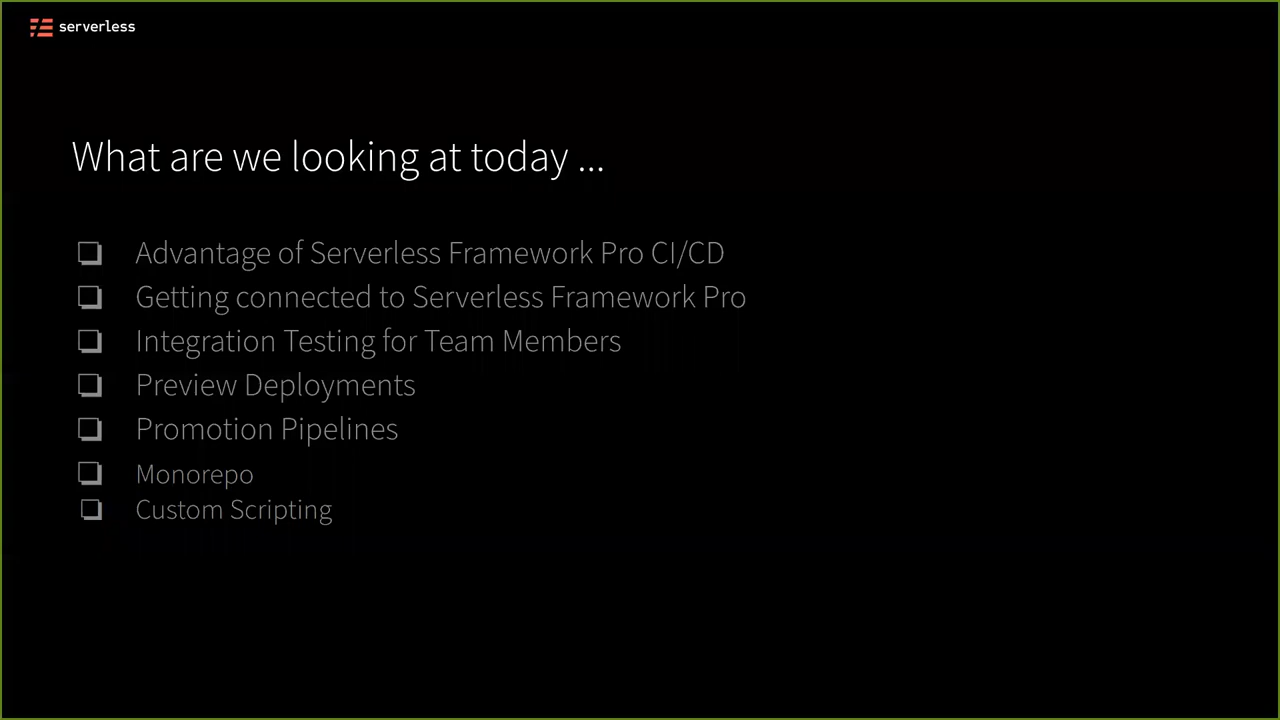 serverless
What are we looking at today ...
❏ Advantage of Serverless Framework Pro CI/CD
❏ Getting connected to Serverless Framework Pro
❏ Integration Testing for Team Members
❏ Preview Deployments
❏ Promotion Pipelines
❏ Monorepo
❏ Custom Scripting